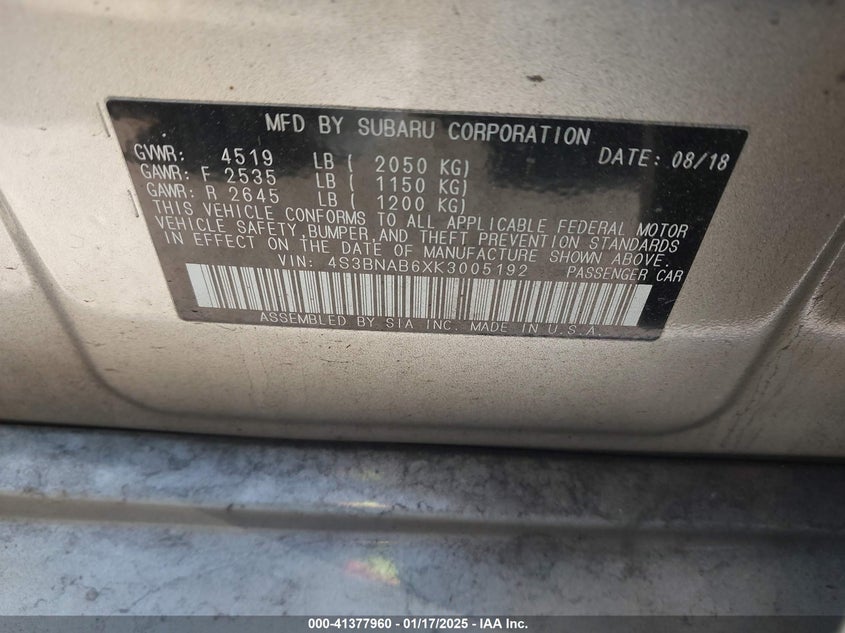 MFD BY SUBARU CORPORATION DATE: 08/18
GVWR: 4519 LB ( 2050 KG)
GAWR: F 2535 LB ( 1150 KG)
GAWR: R 2645 LB ( 1200 KG)
THIS VEHICLE CONFORMS TO ALL APPLICABLE FEDERAL MOTOR
VEHICLE SAFETY,BUMPER,AND THEFT PREVENTION STANDARDS
IN EFFECT ON THE DATE OF MANUFACTURE SHOWN ABOVE.
VIN: 4S3BNAB6XK3005192 PASSENGER CAR
ASSEMBLED BY SIA INC. MADE IN U.S.A.
000-41377960 - 01/17/2025 - IAA Inc.